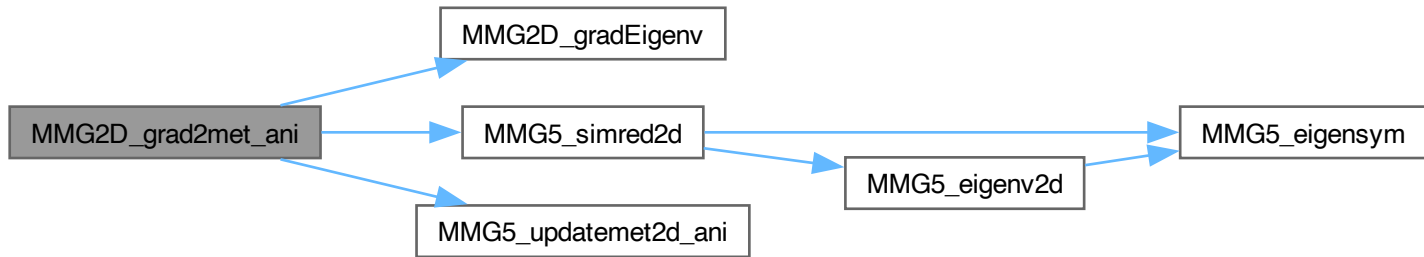 MMG2D_gradEigenv
MMG2D_grad2met_ani
MMG5_simred2d
MMG5_eigensym
MMG5_eigenv2d
MMG5_updatemet2d_ani